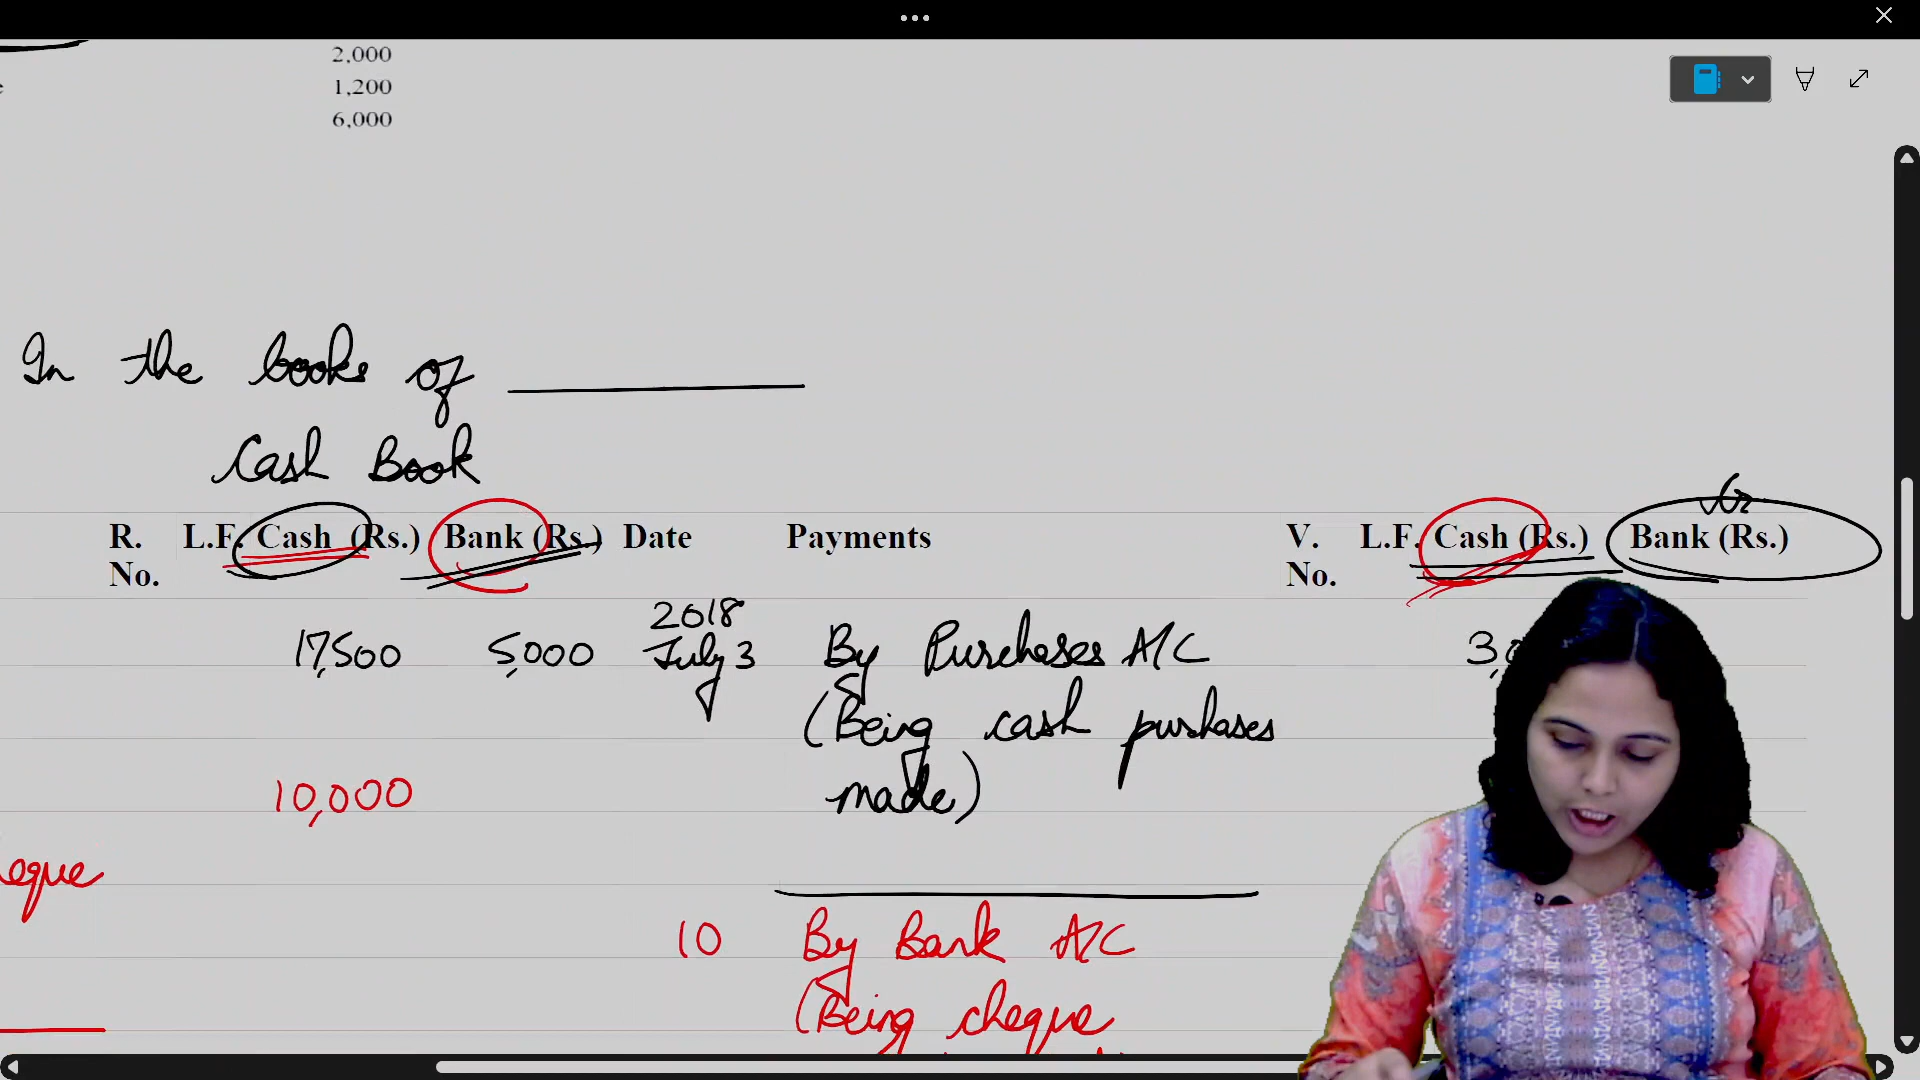 2,000
1,200
6,000
In the books of
Cash Book
R. No. L.F. Cash (Rs.) Bank (Rs.) Date Payments V. No. L.F. Cash (Rs.) Bank (Rs.)
2018
17,500 5,000 July 3 By Purchases A/C
(Being cash purhases
10,000 made)
eque
10 By Bank A/C
(Being cheque